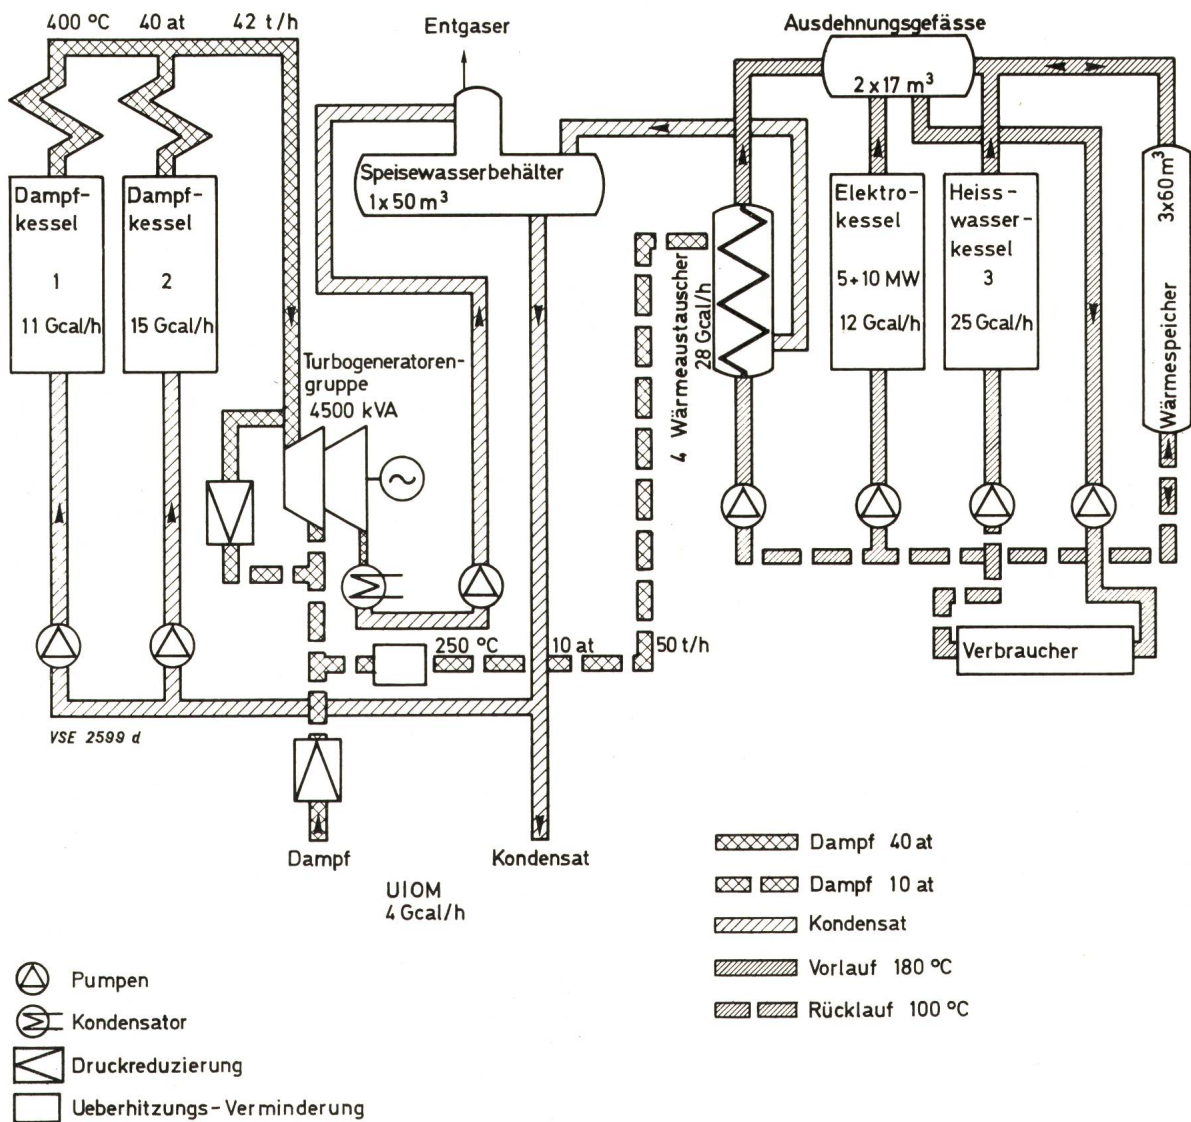 400 °C 40 at 42 t/h
Entgaser
Ausdehnungsgefässe
2 x 17 m³
Dampf-
kessel
1
11 Gcal/h
Dampf-
kessel
2
15 Gcal/h
Speisewasserbehälter
1 x 50 m³
4 Wärmeaustauscher
28 Gcal/h
Elektro-
kessel
5+10 MW
12 Gcal/h
Heiss-
wasser-
kessel
3
25 Gcal/h
Wärmespeicher 3x60 m³
Turbogeneratoren-
gruppe
4500 kVA
250 °C 10 at 50 t/h
Verbraucher
VSE 2599 d
Dampf
Kondensat
UIOM
4 Gcal/h
Dampf 40 at
Dampf 10 at
Kondensat
Vorlauf 180 °C
Rücklauf 100 °C
Pumpen
Kondensator
Druckreduzierung
Ueberhitzungs-Verminderung